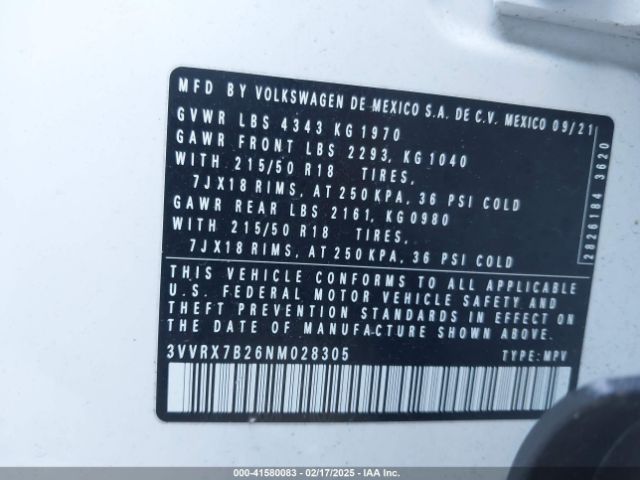 MFD BY VOLKSWAGEN DE MEXICO S.A. DE C.V. MEXICO 09/21
GVWR LBS 4343 KG 1970
GAWR FRONT LBS 2293, KG 1040
WITH 215/50 R18 TIRES,
7JX18 RIMS, AT 250 KPA, 36 PSI COLD
GAWR REAR LBS 2161, KG 0980
WITH 215/50 R18 TIRES,
7JX18 RIMS, AT 250 KPA, 36 PSI COLD
2826184 3620
THIS VEHICLE CONFORMS TO ALL APPLICABLE
U.S. FEDERAL MOTOR VEHICLE SAFETY AND
THEFT PREVENTION STANDARDS IN EFFECT ON
DATE OF MANUFACTURE SHOWN ABOVE.
3VVRX7B26NM028305 TYPE: MPV
000-41580083 - 02/17/2025 - IAA Inc.